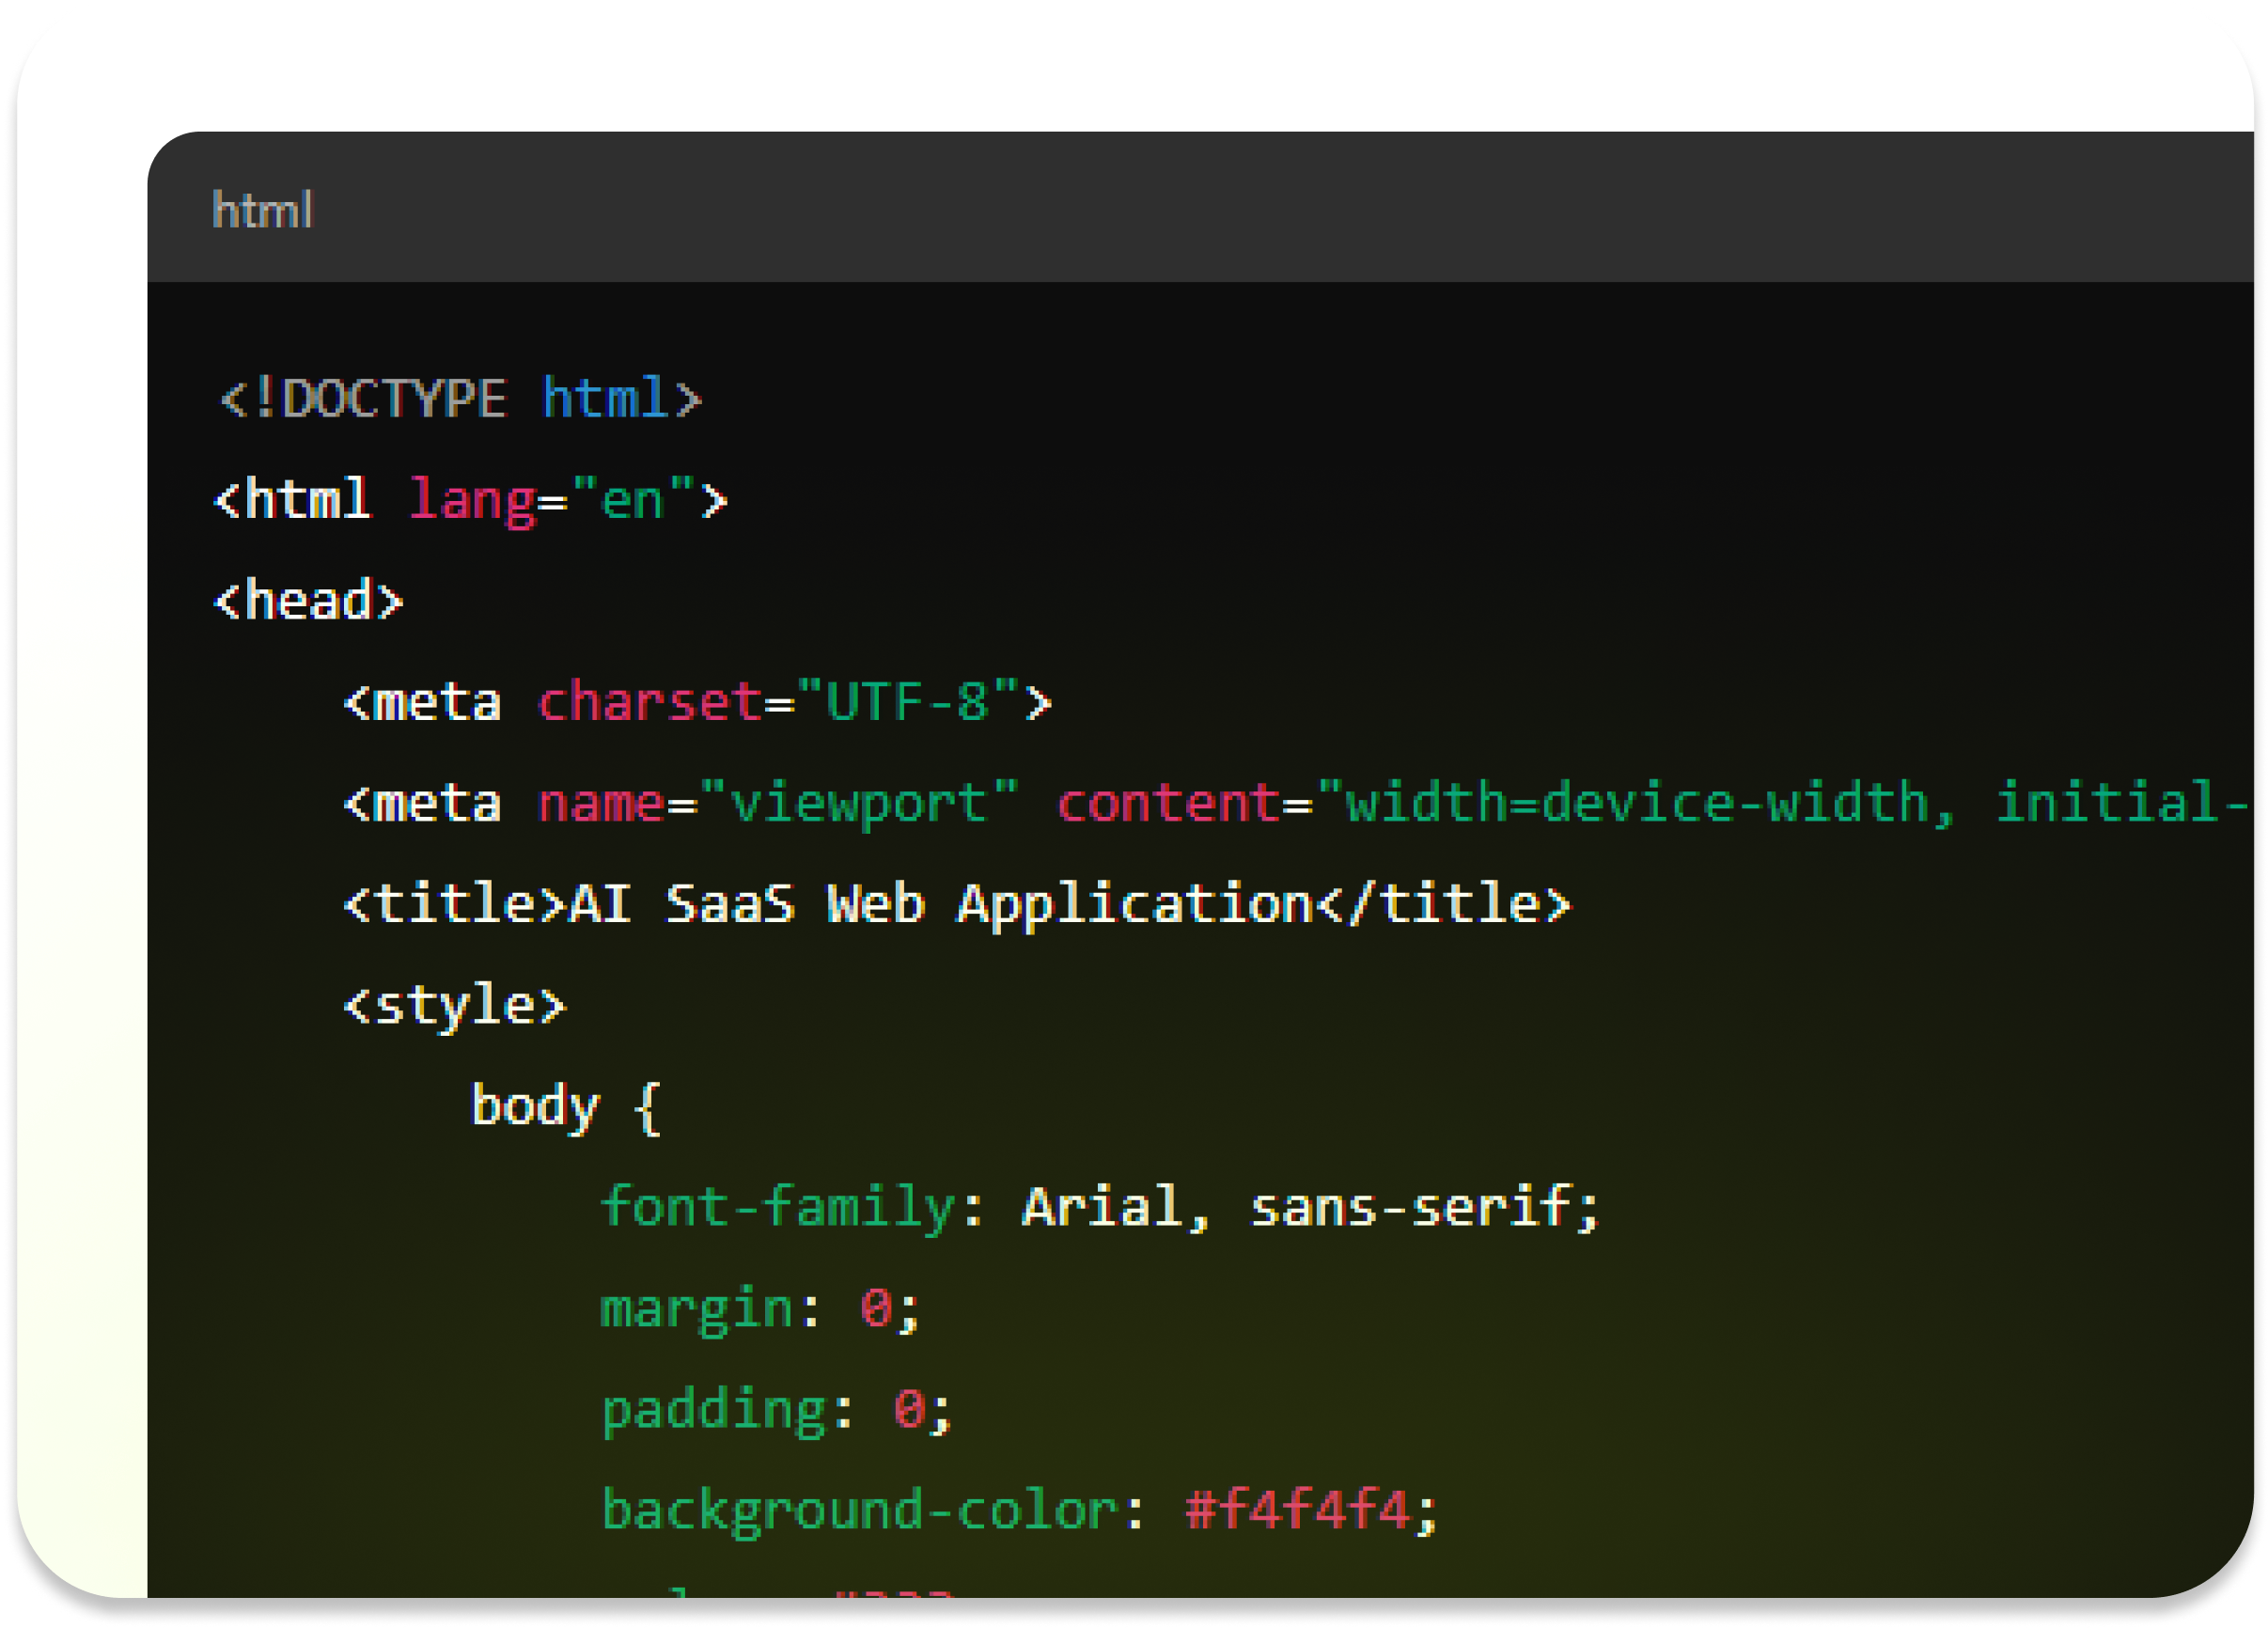 html
<!DOCTYPE html>
<html lang="en">
<head>
<meta charset="UTF-8">
<meta name="viewport" content="width=device-width, initial-
<title>AI SaaS Web Application</title>
<style>
body {
font-family: Arial, sans-serif;
margin: 0;
padding: 0;
background-color: #f4f4f4;